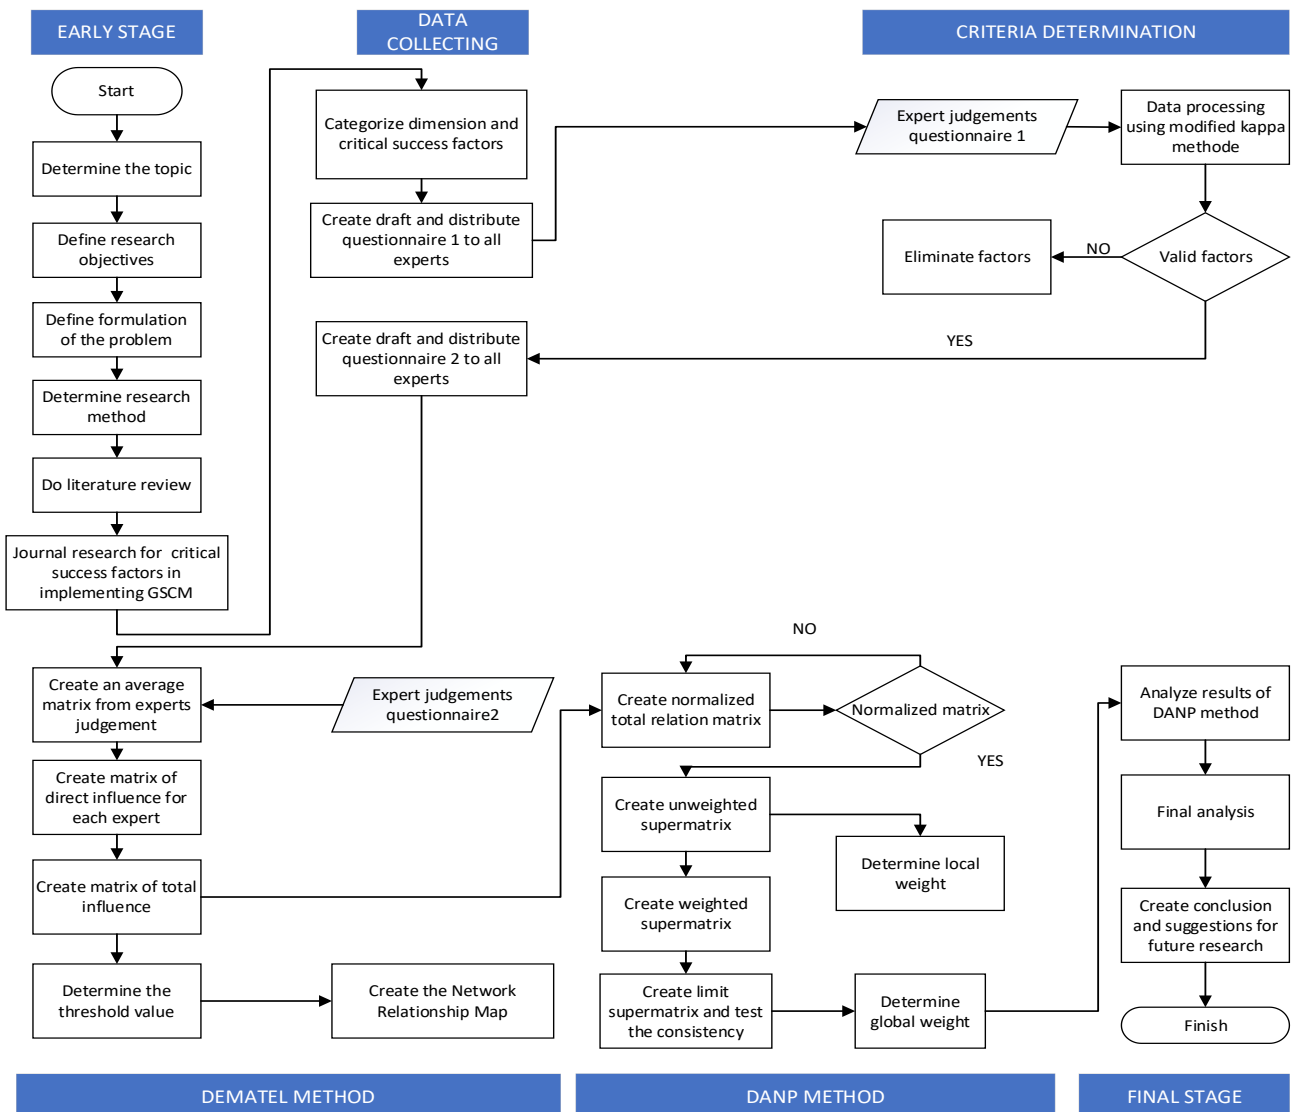 EARLY STAGE
Start
Determine the topic
Define research
objectives
Define formulation
of the problem
Determine research
method
Do literature review
Journal research for critical
success factors in
implementing GSCM
DATA
COLLECTING
Categorize dimension and
critical success factors
Create draft and distribute
questionnaire 1 to all
experts
Create draft and distribute
questionnaire 2 to all
experts
CRITERIA DETERMINATION
Expert judgements
questionnaire 1
Data processing
using modified kappa
methode
Valid factors
NO
Eliminate factors
YES
Create an average
matrix from experts
judgement
Expert judgements
questionnaire2
Create matrix of
direct influence for
each expert
Create matrix of total
influence
Determine the
threshold value
Create the Network
Relationship Map
DEMATEL METHOD
NO
Create normalized
total relation matrix
Normalized matrix
YES
Create unweighted
supermatrix
Determine local
weight
Create weighted
supermatrix
Create limit
supermatrix and test
the consistency
Determine
global weight
DANP METHOD
Analyze results of
DANP method
Final analysis
Create conclusion
and suggestions for
future research
Finish
FINAL STAGE